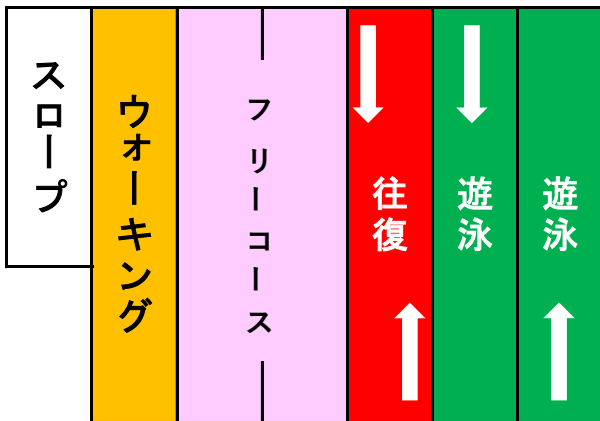 スロープ
ウォーキング
フリーコース
往復
遊泳
遊泳